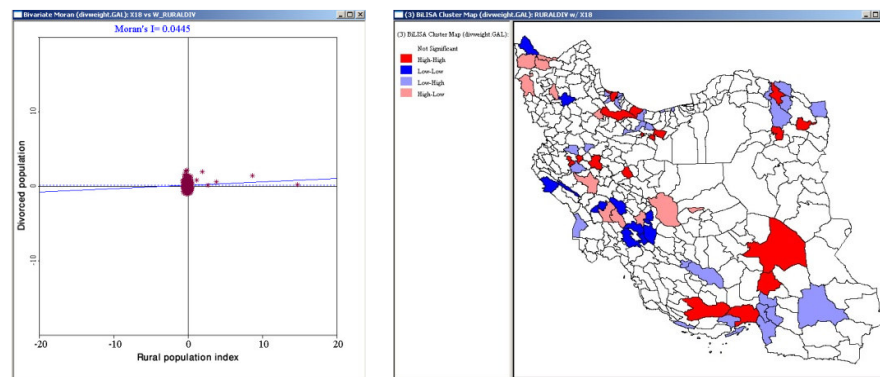 Bivariate Moran (divweight.GAL): X18 vs W_RURALDIV
Moran's I= 0.0445
Divorced population
10
0
-10
-20
-10
0
10
20
Rural population index
(3) BiLISA Cluster Map (divweight.GAL): RURALDIV w/ X18
(3) BiLISA Cluster Map (divweight.GAL):
Not Significant
High-High
Low-Low
Low-High
High-Low